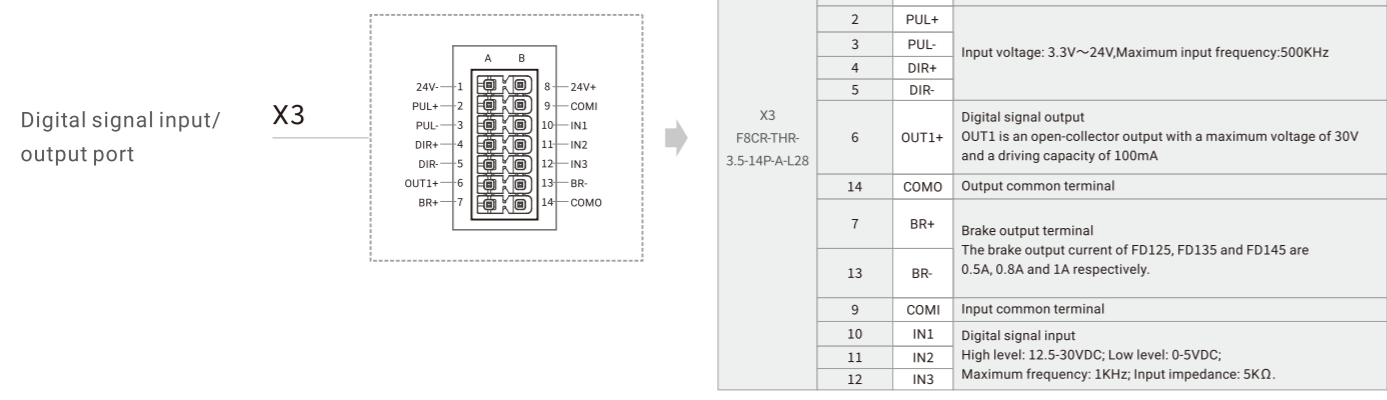 Digital signal input/
output port
X3
A B
24V- 1 8 24V+
PUL+ 2 9 COMI
PUL- 3 10 IN1
DIR+ 4 11 IN2
DIR- 5 12 IN3
OUT1+ 6 13 BR-
BR+ 7 14 COMO
X3
F8CR-THR-
3.5-14P-A-L28
2 PUL+
3 PUL-
4 DIR+
5 DIR-
Input voltage: 3.3V～24V,Maximum input frequency:500KHz
6 OUT1+
Digital signal output
OUT1 is an open-collector output with a maximum voltage of 30V
and a driving capacity of 100mA
14 COMO Output common terminal
7 BR+
13 BR-
Brake output terminal
The brake output current of FD125, FD135 and FD145 are
0.5A, 0.8A and 1A respectively.
9 COMI Input common terminal
10 IN1
11 IN2
12 IN3
Digital signal input
High level: 12.5-30VDC; Low level: 0-5VDC;
Maximum frequency: 1KHz; Input impedance: 5KΩ.